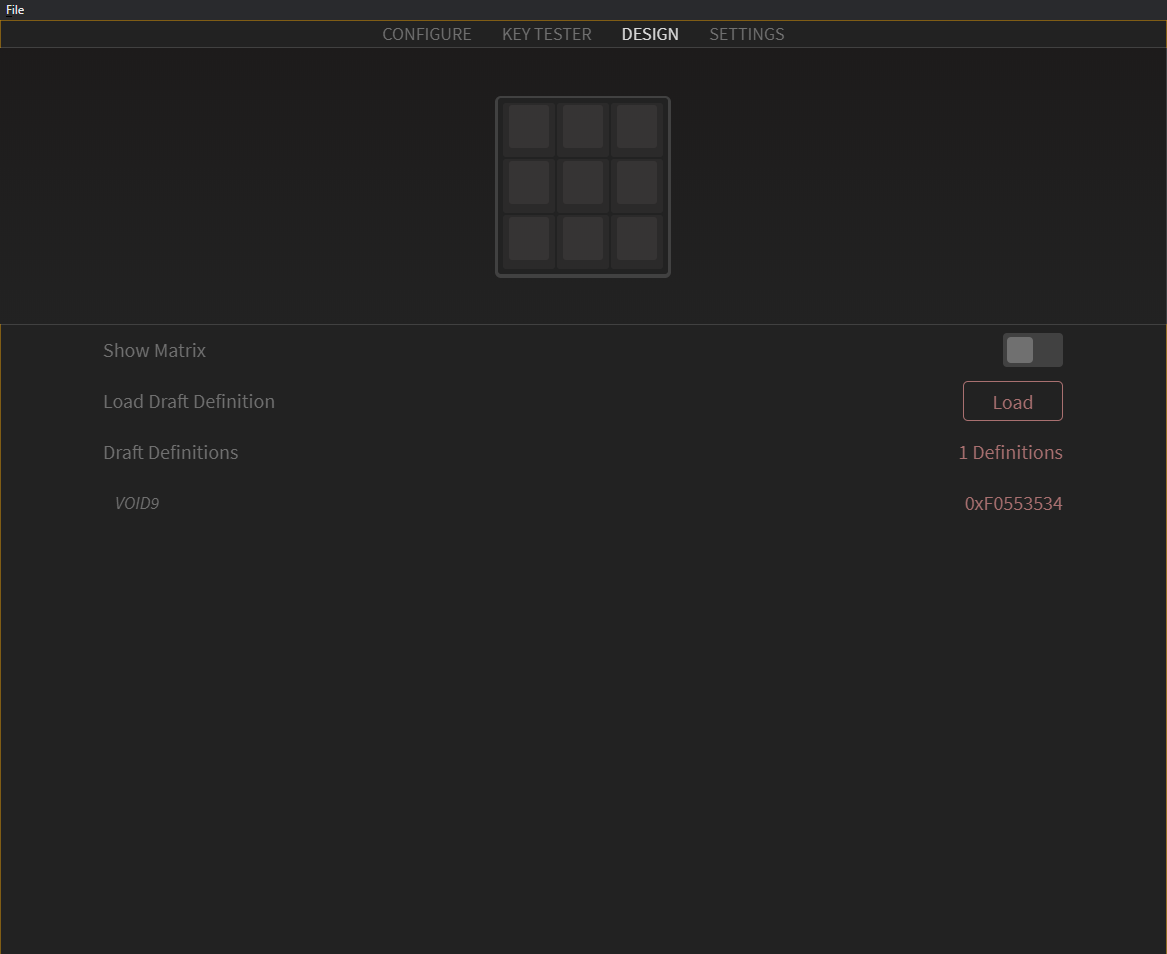 File
CONFIGURE KEY TESTER DESIGN SETTINGS
Show Matrix
Load Draft Definition Load
Draft Definitions 1 Definitions
VOID9 0xF0553534